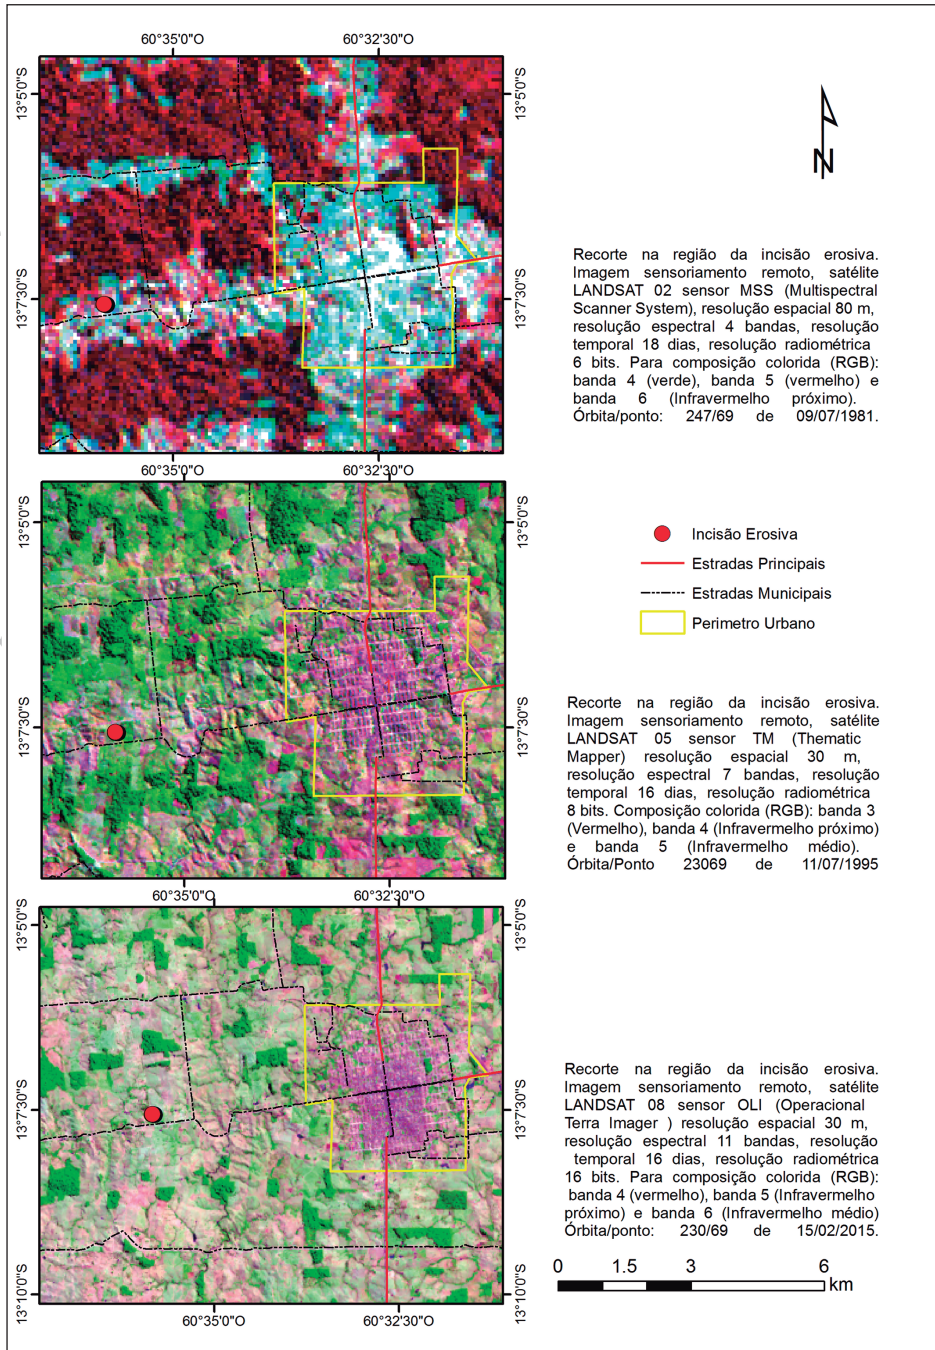 60°35'0"O 60°32'30"O
13°5'0"S 13°5'0"S
13°7'30"S 13°7'30"S
60°35'0"O 60°32'30"O
N
Recorte na região da incisão erosiva.
Imagem sensoriamento remoto, satélite
LANDSAT 02 sensor MSS (Multispectral
Scanner System), resolução espacial 80 m,
resolução espectral 4 bandas, resolução
temporal 18 dias, resolução radiométrica
6 bits. Para composição colorida (RGB):
banda 4 (verde), banda 5 (vermelho) e
banda 6 (Infravermelho próximo).
Órbita/ponto: 247/69 de 09/07/1981.
13°5'0"S 13°5'0"S
13°7'30"S 13°7'30"S
60°35'0"O 60°32'30"O
Incisão Erosiva
Estradas Principais
Estradas Municipais
Perimetro Urbano
Recorte na região da incisão erosiva.
Imagem sensoriamento remoto, satélite
LANDSAT 05 sensor TM (Thematic
Mapper) resolução espacial 30 m,
resolução espectral 7 bandas, resolução
temporal 16 dias, resolução radiométrica
8 bits. Composição colorida (RGB): banda 3
(Vermelho), banda 4 (Infravermelho próximo)
e banda 5 (Infravermelho médio).
Órbita/Ponto 23069 de 11/07/1995
13°5'0"S 13°5'0"S
13°7'30"S 13°7'30"S
13°10'0"S 13°10'0"S
60°35'0"O 60°32'30"O
Recorte na região da incisão erosiva.
Imagem sensoriamento remoto, satélite
LANDSAT 08 sensor OLI (Operacional
Terra Imager ) resolução espacial 30 m,
resolução espectral 11 bandas, resolução
temporal 16 dias, resolução radiométrica
16 bits. Para composição colorida (RGB):
banda 4 (vermelho), banda 5 (Infravermelho
próximo) e banda 6 (Infravermelho médio)
Órbita/ponto: 230/69 de 15/02/2015.
0 1.5 3 6
km